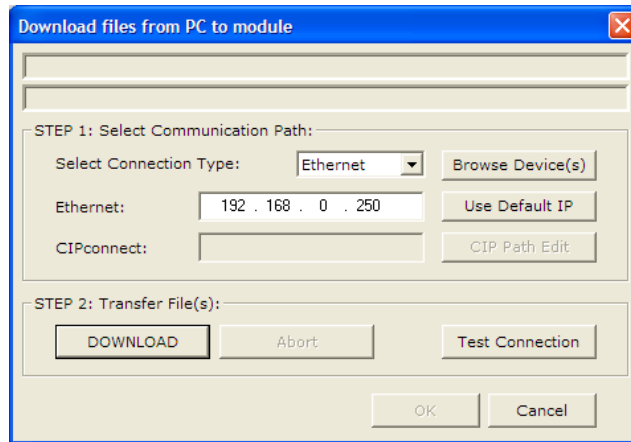 Download files from PC to module
STEP 1: Select Communication Path:
Select Connection Type: Ethernet Browse Device(s)
Ethernet: 192 . 168 . 0 . 250 Use Default IP
CIPconnect: CIP Path Edit
STEP 2: Transfer File(s):
DOWNLOAD Abort Test Connection
OK Cancel